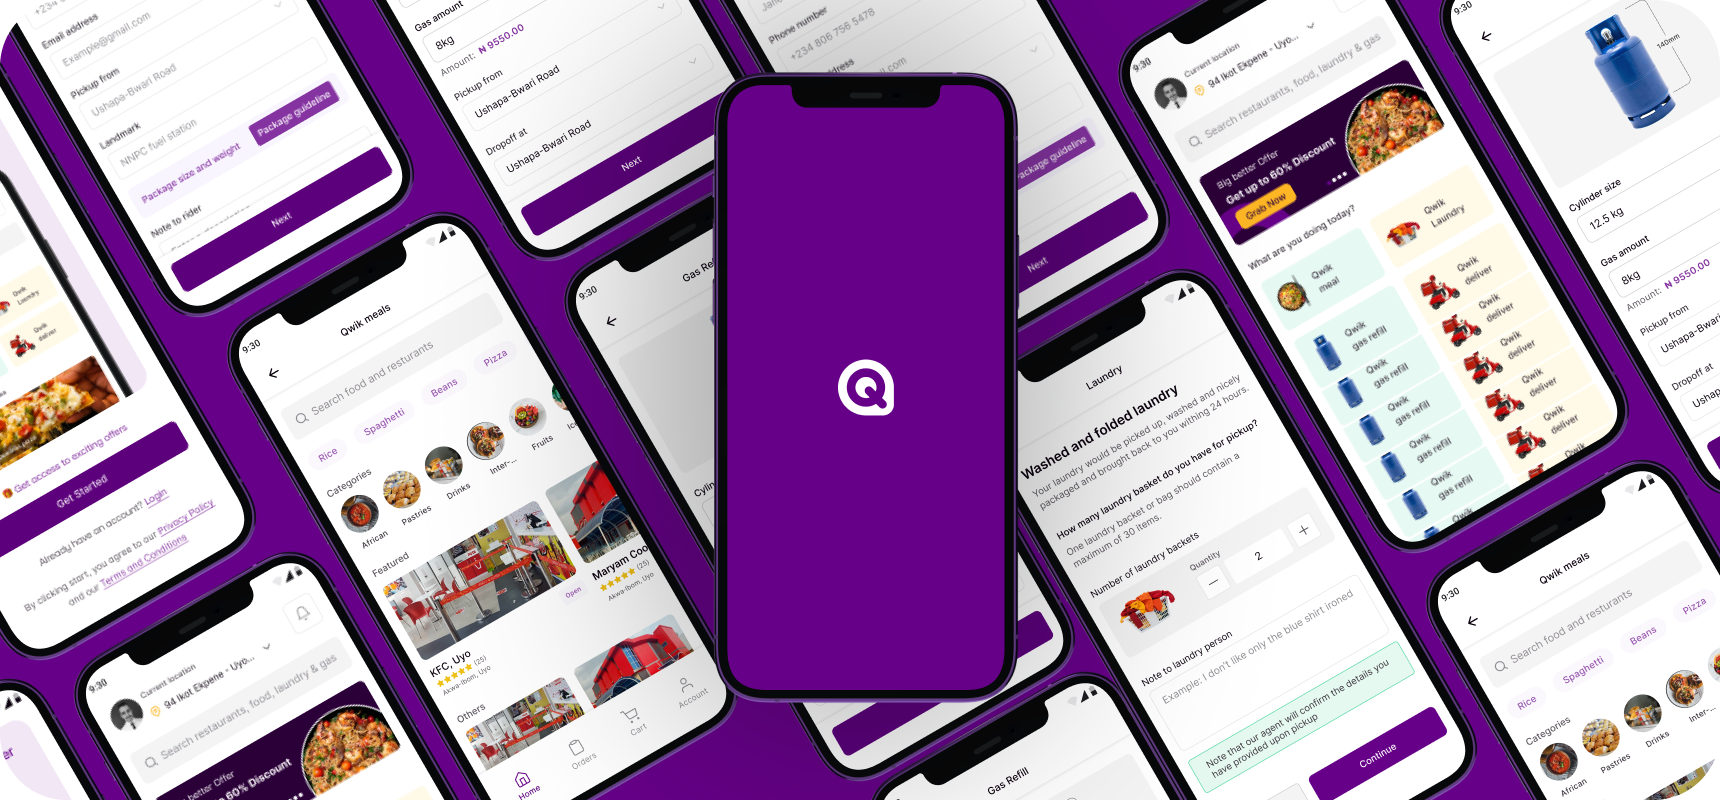 +234
Email address
Example@gmail.com
Pickup from
Ushapa-Bwari Road
Landmark
NNPC fuel station
Package size and weight
Package guideline
Note to rider
Next
Gas amount
8kg
Amount: ₦ 9550.00
Pickup from
Ushapa-Bwari Road
Dropoff at
Ushapa-Bwari Road
Next
Phone number
+234 806 756 5478
Package guideline
Next
9:30
Current location
94 Ikot Ekpene - Uyo...
Search restaurants, food, laundry & gas
Big better Offer
Get up to 60% Discount
Grab Now
What are you doing today?
Qwik
meal
Qwik
Laundry
Qwik
gas refill
Qwik
deliver
Qwik
gas refill
Qwik
deliver
Qwik
gas refill
Qwik
deliver
Qwik
gas refill
Qwik
deliver
Qwik
gas refill
Qwik
deliver
Qwik
Qwik
9:30
140mm
Cylinder size
12.5 kg
Gas amount
8kg
Amount: ₦ 9550.00
Pickup from
Dropoff at
Qwik
Laundry
Qwik
deliver
Get access to exciting offers
Get Started
Already have an account? Login
By clicking start, you agree to our Privacy Policy
and our Terms and Conditions
9:30
Qwik meals
Search food and resturants
Rice
Spaghetti
Beans
Pizza
Categories
African
Pastries
Drinks
Inter-...
Fruits
Featured
KFC, Uyo
(25)
Akwa-Ibom, Uyo
Open
Maryam Coo
(25)
Akwa-Ibom, Uyo
Others
Home
Orders
Cart
Account
9:30
Laundry
Washed and folded laundry
Your laundry would be picked up, washed and nicely
packaged and brought back to you withing 24 hours.
How many laundry basket do you have for pickup?
One laundry basket or bag should contain a
maximum of 30 items.
Number of laundry backets
Quantity
2
Note to laundry person
Example: I don't like only the blue shirt ironed
Note that our agent will confirm the details you
have provided upon pickup
Continue
9:30
Current location
94 Ikot Ekpene - Uyo...
Search restaurants, food, laundry & gas
better Offer
60% Discount
Gas Refill
9:30
Qwik meals
Search food and resturants
Rice
Spaghetti
Beans
Pizza
Categories
African
Pastries
Drinks
Inter-...